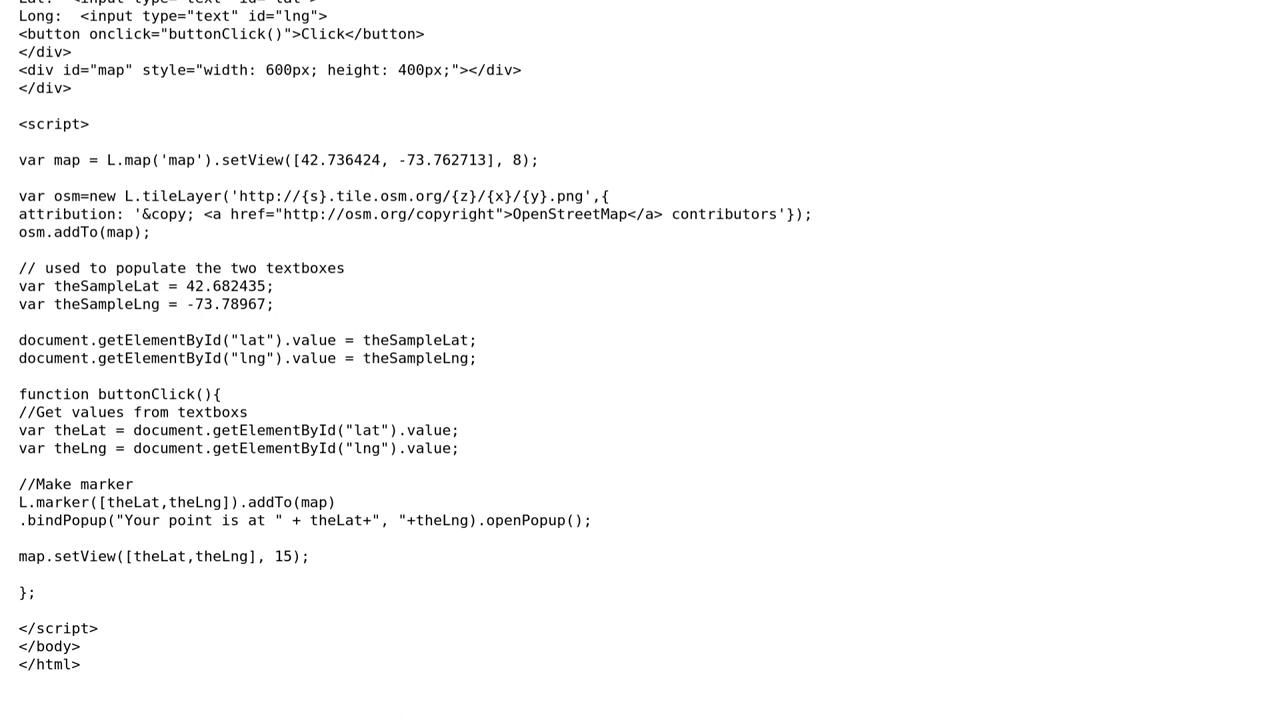 Lat: <input type="text" id="lat">
Long: <input type="text" id="lng">
<button onclick="buttonClick()">Click</button>
</div>
<div id="map" style="width: 600px; height: 400px;"></div>
</div>
<script>
var map = L.map('map').setView([42.736424, -73.762713], 8);
var osm=new L.tileLayer('http://{s}.tile.osm.org/{z}/{x}/{y}.png',{
attribution: '&copy; <a href="http://osm.org/copyright">OpenStreetMap</a> contributors'});
osm.addTo(map);
// used to populate the two textboxes
var theSampleLat = 42.682435;
var theSampleLng = -73.78967;
document.getElementById("lat").value = theSampleLat;
document.getElementById("lng").value = theSampleLng;
function buttonClick(){
//Get values from textboxs
var theLat = document.getElementById("lat").value;
var theLng = document.getElementById("lng").value;
//Make marker
L.marker([theLat,theLng]).addTo(map)
.bindPopup("Your point is at " + theLat+", "+theLng).openPopup();
map.setView([theLat,theLng], 15);
};
</script>
</body>
</html>